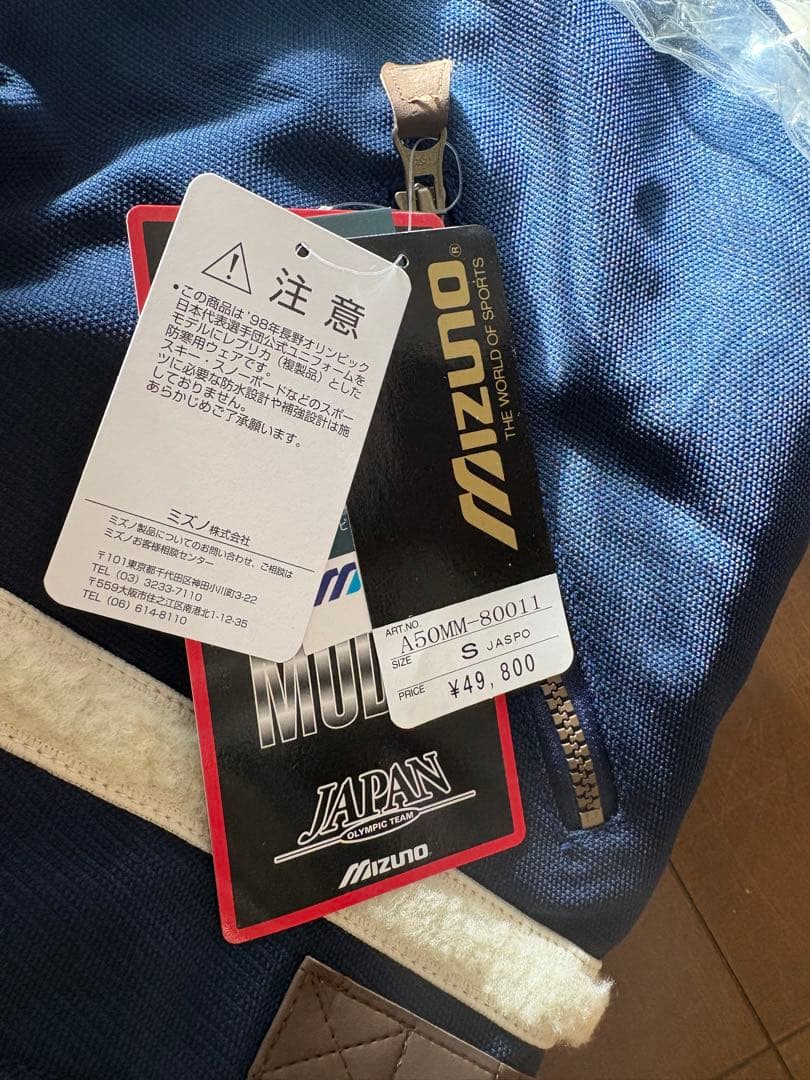 注意
•この商品は'98年長野オリンピック
日本代表選手団公式ユニフォームを
モデルにレプリカ（複製品）とした
防寒用ウェアです。
スキー・スノーボードなどのスポー
ツに必要な防水設計や補強設計は施
しておりません。
あらかじめご了承願います。
ミズノ株式会社
ミズノ製品についてのお問い合わせ、ご相談は
ミズノお客様相談センター
〒101東京都千代田区神田小川町3-22
TEL (03) 3233-7110
〒559大阪市住之江区南港北1-12-35
TEL (06) 614-8110
MIZUNO®
THE WORLD OF SPORTS
ART.NO. A50MM-80011
SIZE S JASPO
PRICE ¥49,800
JAPAN
OLYMPIC TEAM
MIZUNO